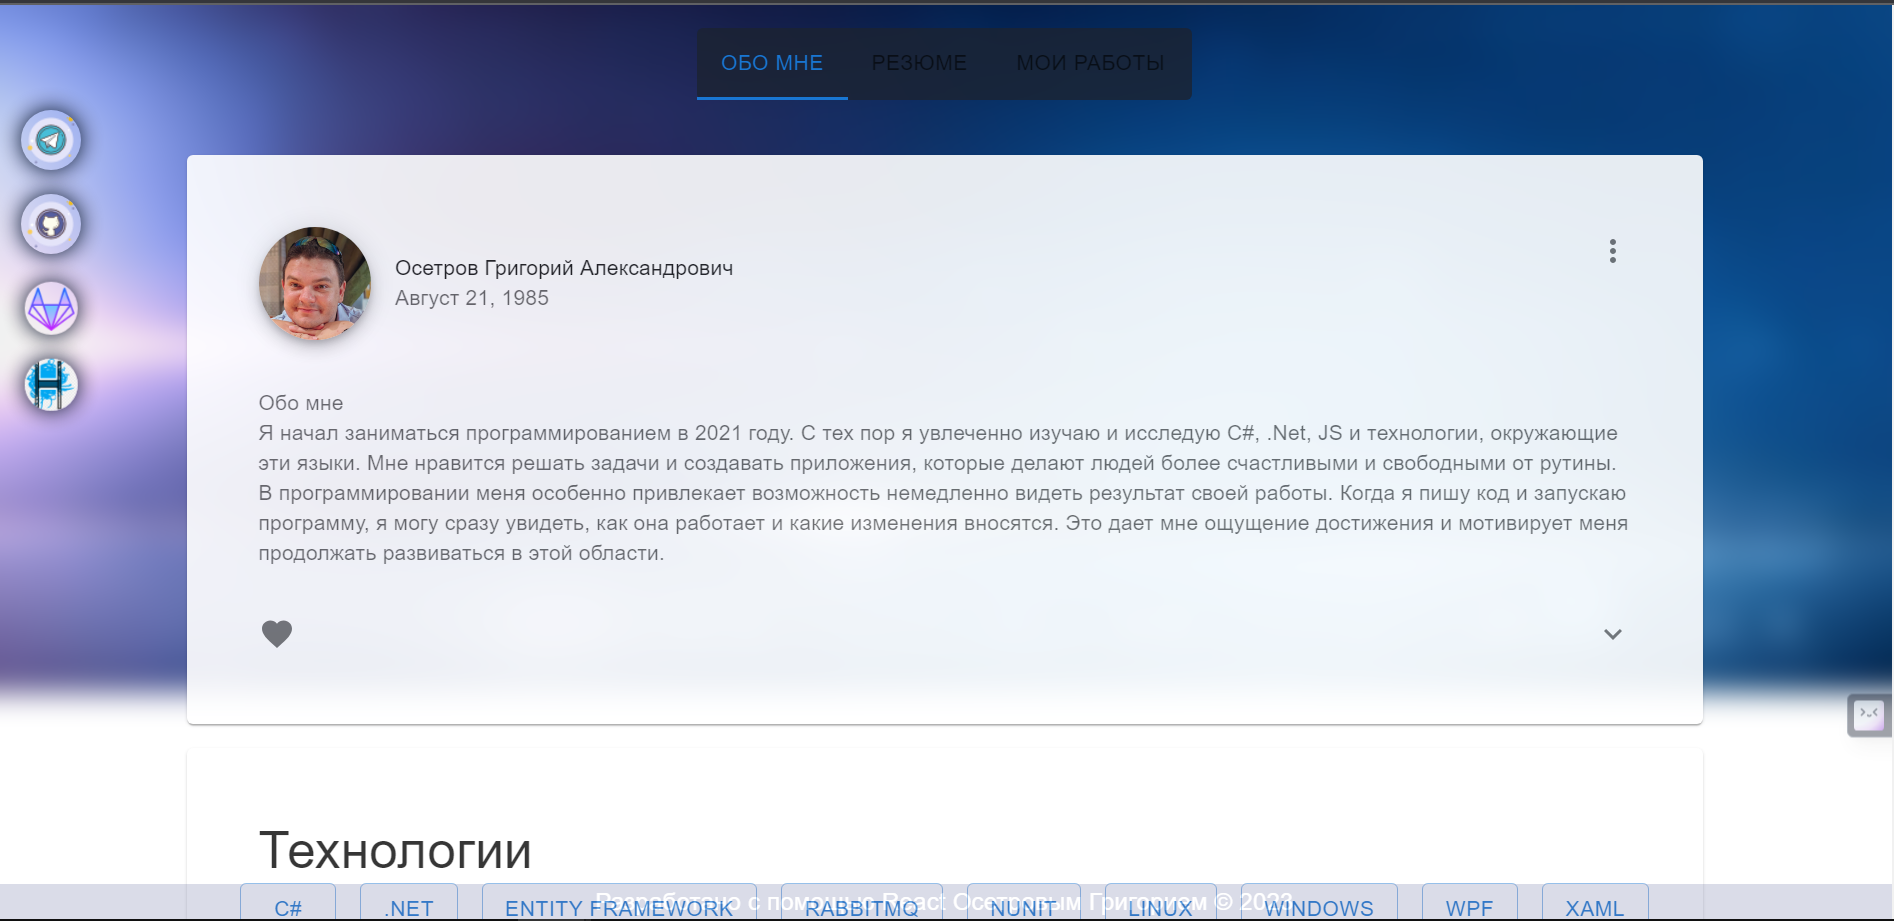 ОБО МНЕ РЕЗЮМЕ МОИ РАБОТЫ
Осетров Григорий Александрович
Август 21, 1985
Обо мне
Я начал заниматься программированием в 2021 году. С тех пор я увлеченно изучаю и исследую C#, .Net, JS и технологии, окружающие
эти языки. Мне нравится решать задачи и создавать приложения, которые делают людей более счастливыми и свободными от рутины.
В программировании меня особенно привлекает возможность немедленно видеть результат своей работы. Когда я пишу код и запускаю
программу, я могу сразу увидеть, как она работает и какие изменения вносятся. Это дает мне ощущение достижения и мотивирует меня
продолжать развиваться в этой области.
Технологии
C# .NET ENTITY FRAMEWORK RABBITMQ NUNIT LINUX WINDOWS WPF XAML
Разработано с помощью React Осетровым Григорием © 2023